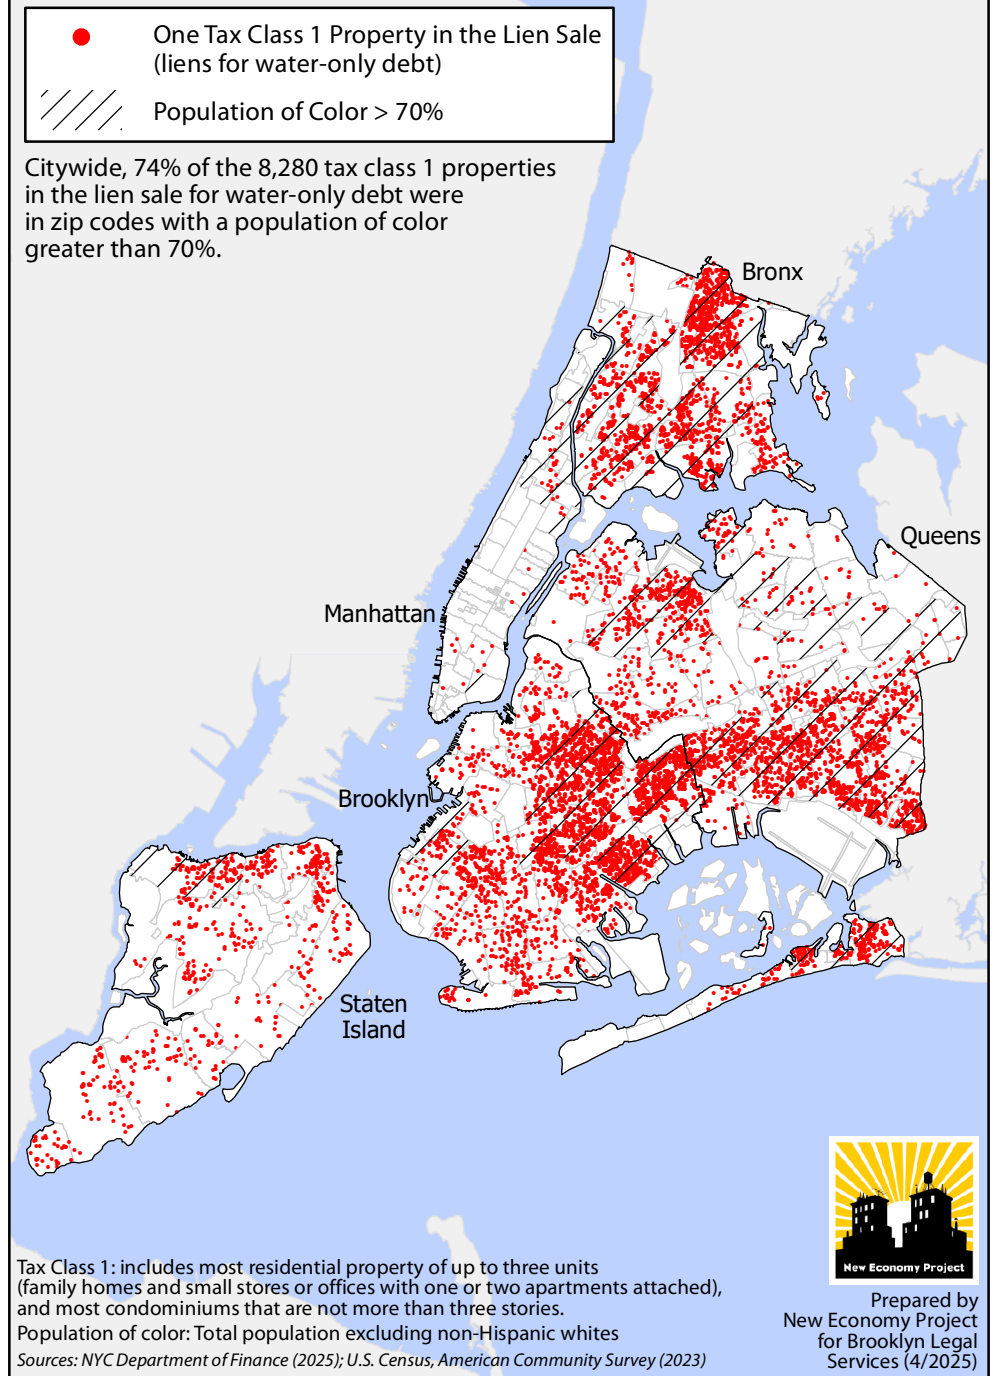 One Tax Class 1 Property in the Lien Sale
(liens for water-only debt)
Population of Color > 70%
Citywide, 74% of the 8,280 tax class 1 properties
in the lien sale for water-only debt were
in zip codes with a population of color
greater than 70%.
Bronx
Queens
Manhattan
Brooklyn
Staten
Island
New Economy Project
Tax Class 1: includes most residential property of up to three units
(family homes and small stores or offices with one or two apartments attached),
and most condominiums that are not more than three stories.
Population of color: Total population excluding non-Hispanic whites
Sources: NYC Department of Finance (2025); U.S. Census, American Community Survey (2023)
Prepared by
New Economy Project
for Brooklyn Legal
Services (4/2025)